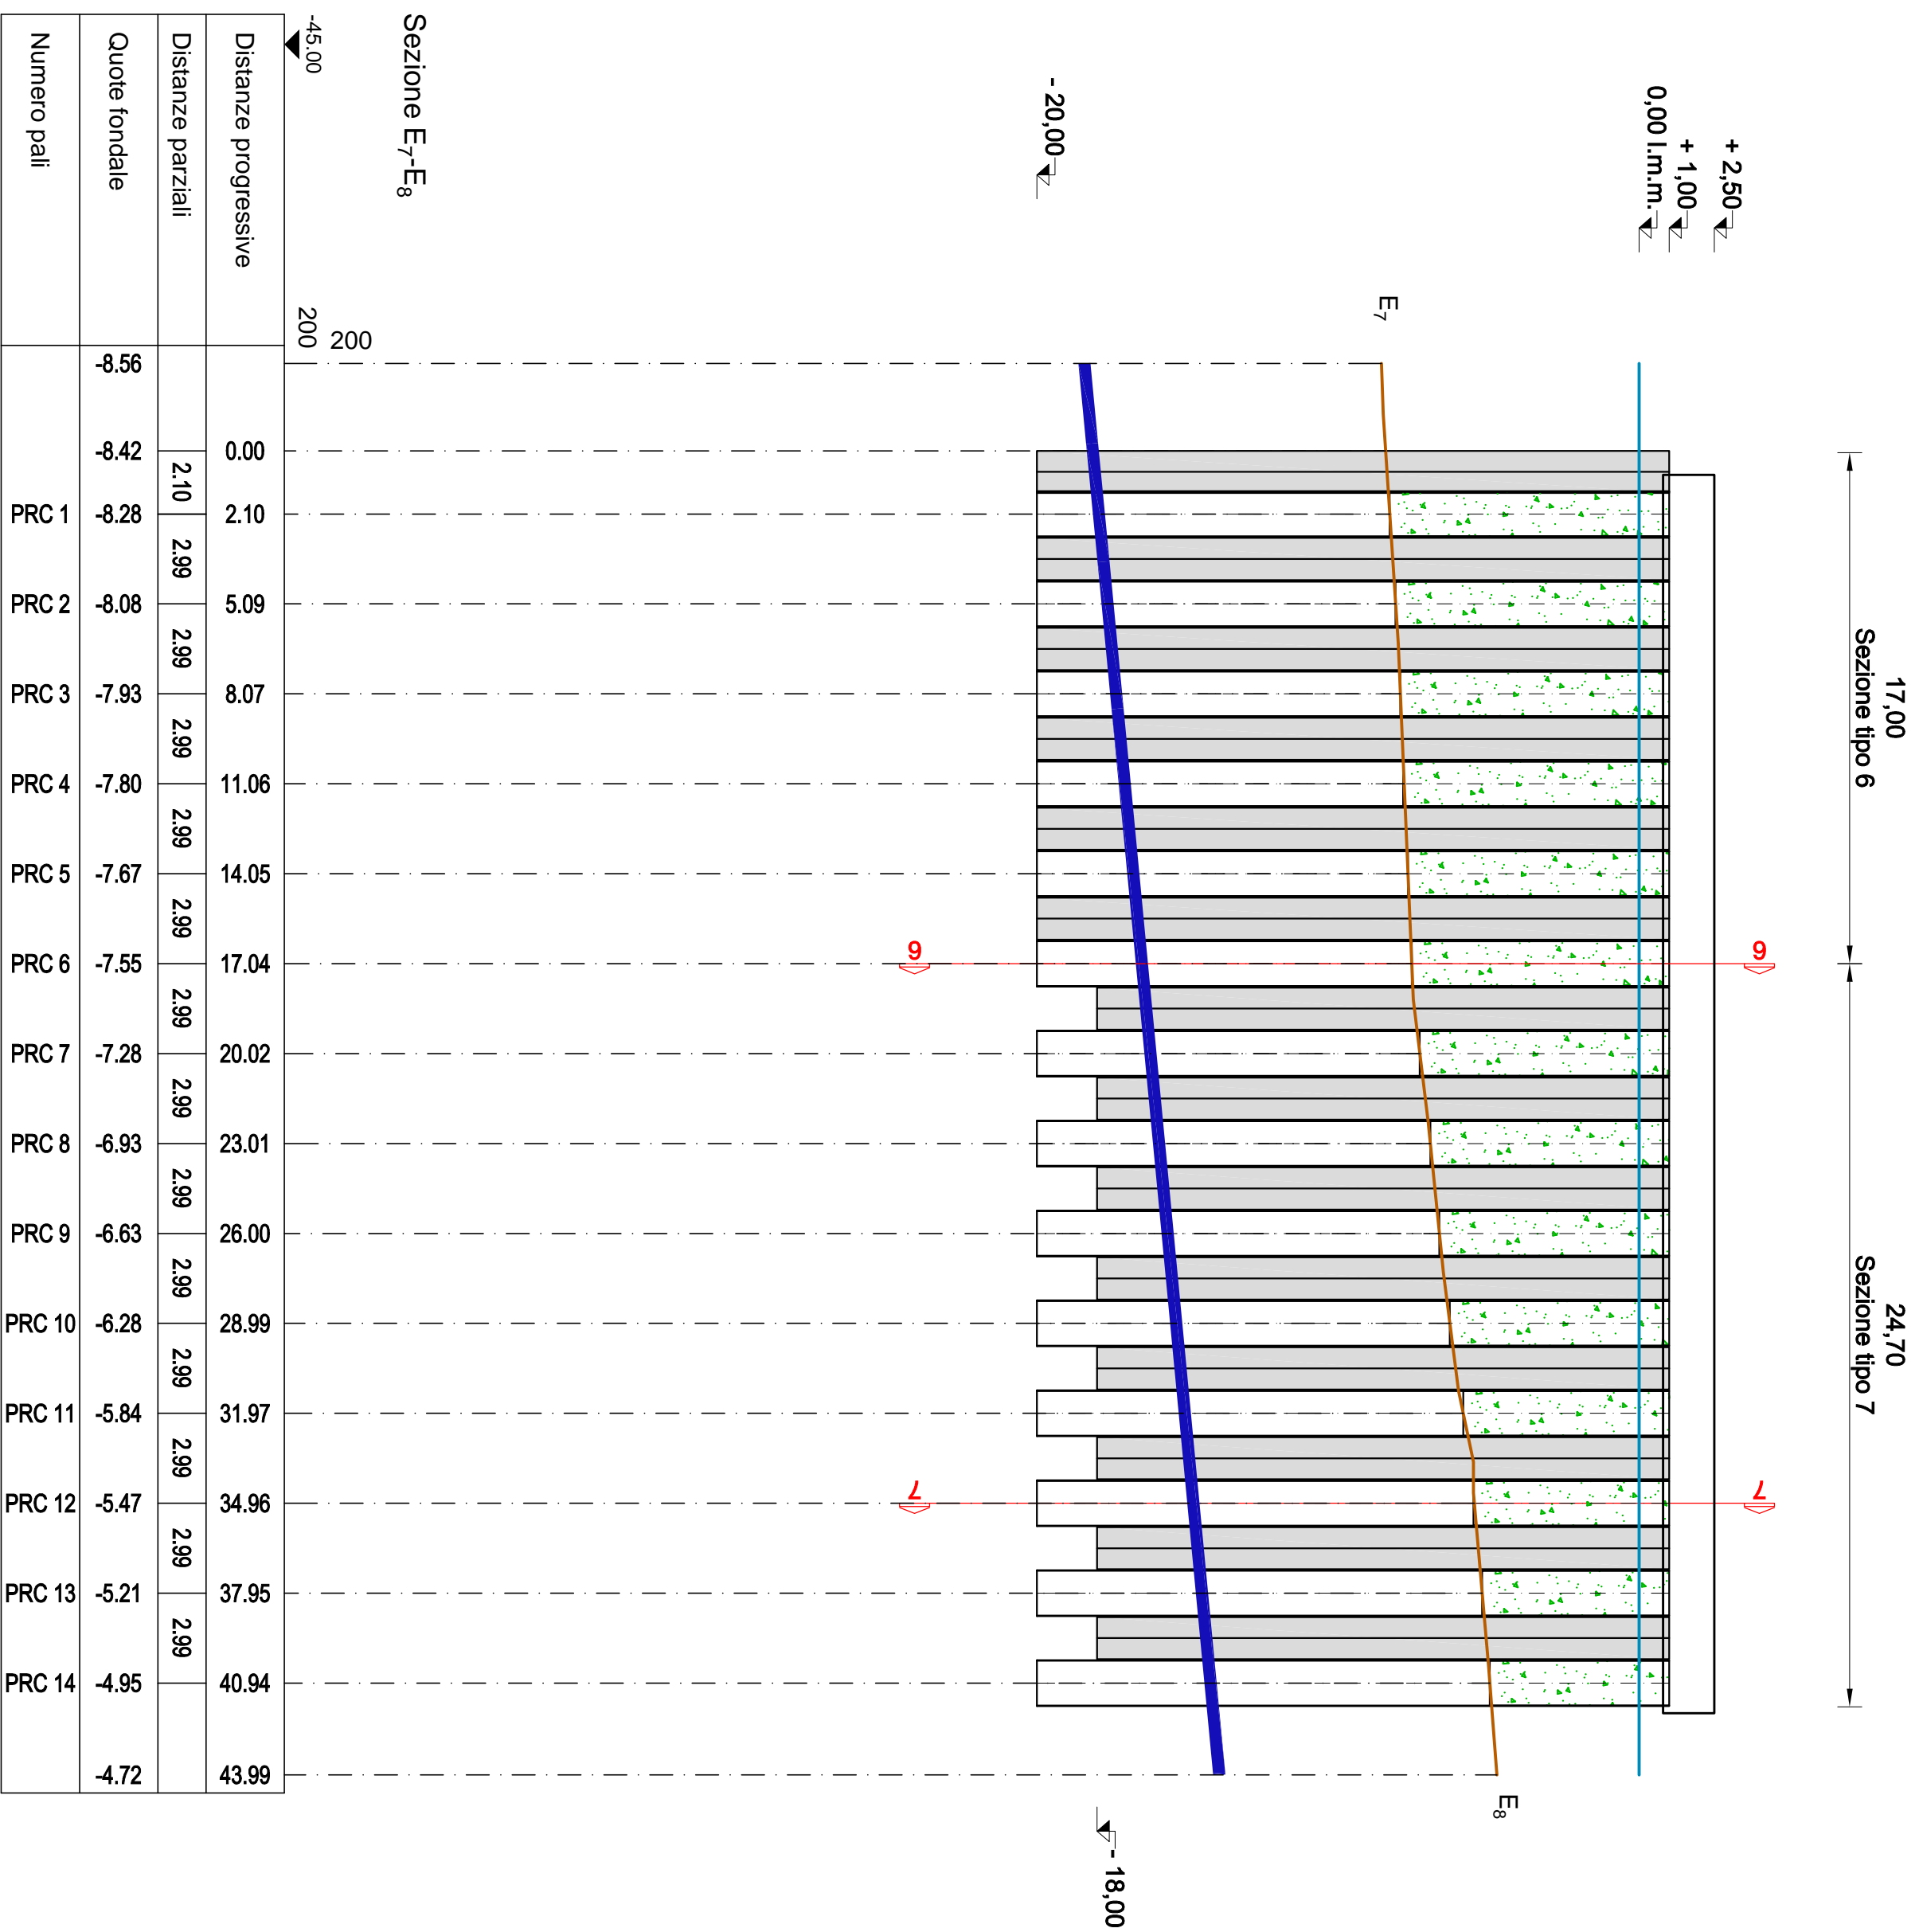 17,00
Sezione tipo 6
24,70
Sezione tipo 7
+ 2,50
+ 1,00
0,00 l.m.m.
- 20,00
- 18,00
E7
E8
6
6
7
7
Sezione E7-E8
-45.00
200
200
Distanze progressive
0.00 2.10 5.09 8.07 11.06 14.05 17.04 20.02 23.01 26.00 28.99 31.97 34.96 37.95 40.94 43.99
Distanze parziali
2.10 2.99 2.99 2.99 2.99 2.99 2.99 2.99 2.99 2.99 2.99 2.99 2.99 2.99
Quote fondale
-8.56 -8.42 -8.28 -8.08 -7.93 -7.80 -7.67 -7.55 -7.28 -6.93 -6.63 -6.28 -5.84 -5.47 -5.21 -4.95 -4.72
Numero pali
PRC 1 PRC 2 PRC 3 PRC 4 PRC 5 PRC 6 PRC 7 PRC 8 PRC 9 PRC 10 PRC 11 PRC 12 PRC 13 PRC 14